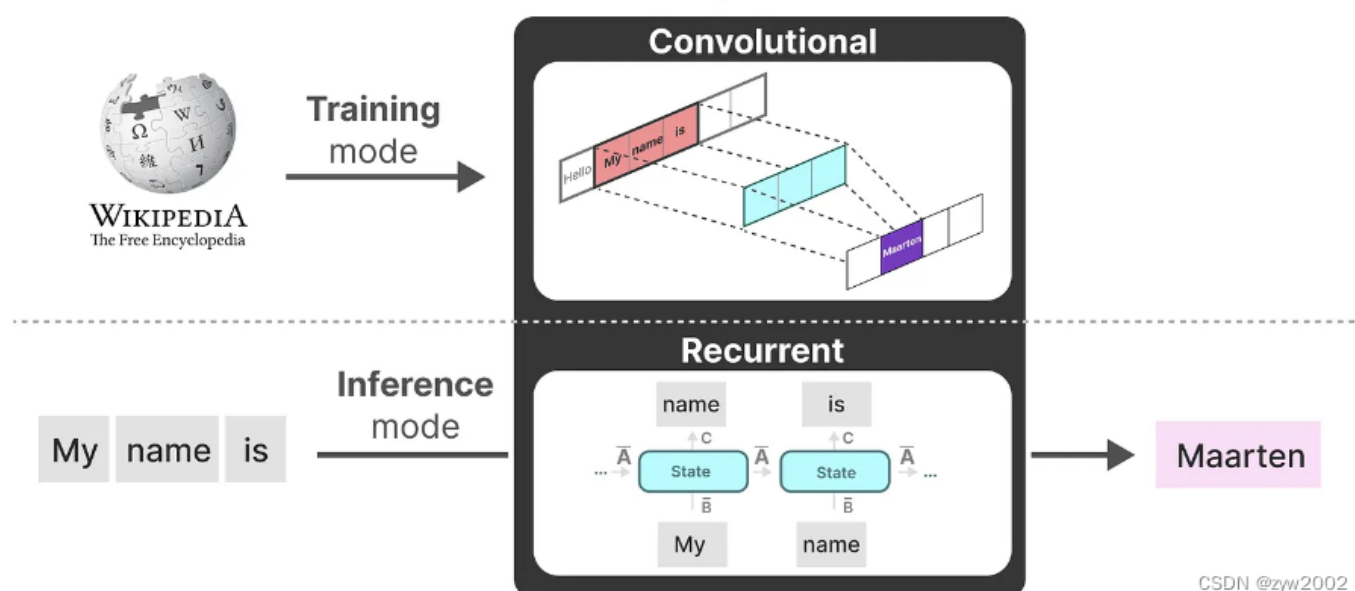 Convolutional
Training
mode
Hello
My name is
Maarten
Ω
W
И
維
WIKIPEDIA
The Free Encyclopedia
Recurrent
Inference
mode
My name is
name
is
C
C
A̅
A̅
A̅
...
State
State
...
B̅
B̅
My
name
Maarten
CSDN @zyw2002